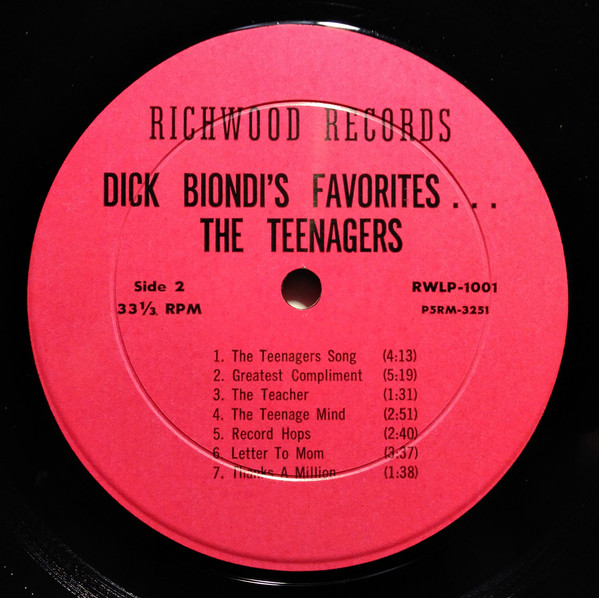 RICHWOOD RECORDS
DICK BIONDI'S FAVORITES...
THE TEENAGERS
Side 2
33⅓ RPM
RWLP-1001
P5RM-3251
1. The Teenagers Song (4:13)
2. Greatest Compliment (5:19)
3. The Teacher (1:31)
4. The Teenage Mind (2:51)
5. Record Hops (2:40)
6. Letter To Mom (3:37)
7. Thanks A Million (1:38)